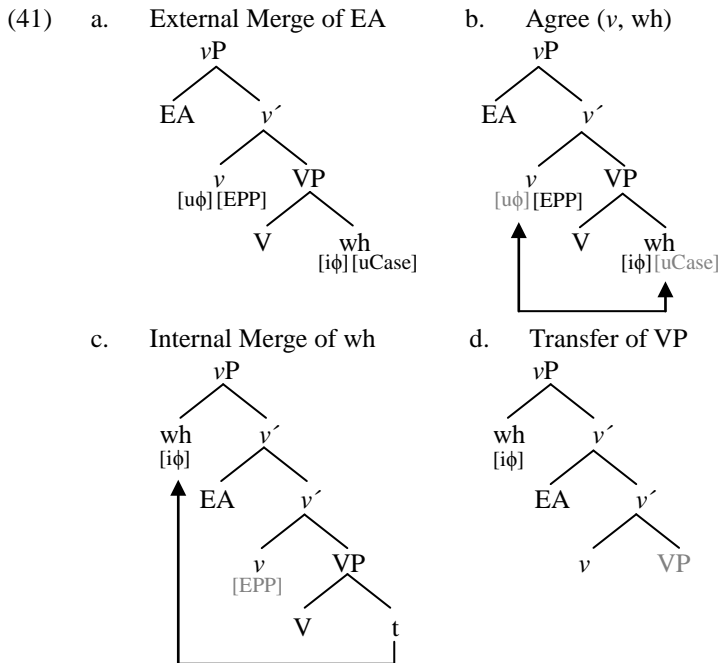 (41) a. External Merge of EA b. Agree (v, wh)
vP vP
EA v´ EA v´
v VP v VP
[uϕ] [EPP] [uϕ] [EPP]
V wh V wh
[iϕ] [uCase] [iϕ] [uCase]
c. Internal Merge of wh d. Transfer of VP
vP vP
wh v´ wh v´
[iϕ] [iϕ]
EA v´ EA v´
v VP v VP
[EPP]
V t